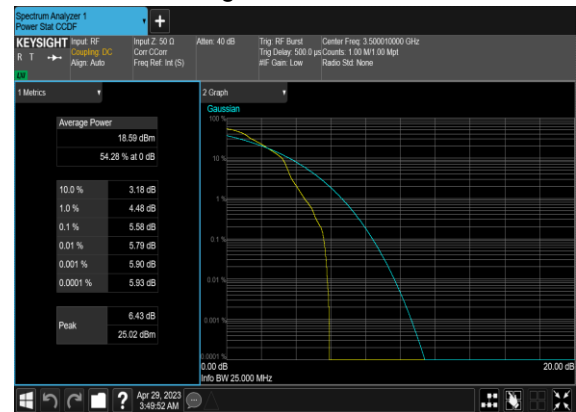 Spectrum Analyzer 1
Power Stat CCDF
KEYSIGHT
R T
LU
Input: RF
Coupling: DC
Align: Auto
Input Z: 50 Ω
Corr CCorr
Freq Ref: Int (S)
Atten: 40 dB
Trig: RF Burst
Trig Delay: 500.0 µs
#IF Gain: Low
Center Freq: 3.500010000 GHz
Counts: 1.00 M/1.00 Mpt
Radio Std: None
1 Metrics
Average Power
18.59 dBm
54.28 % at 0 dB
10.0 % 3.18 dB
1.0 % 4.48 dB
0.1 % 5.58 dB
0.01 % 5.79 dB
0.001 % 5.90 dB
0.0001 % 5.93 dB
Peak
6.43 dB
25.02 dBm
2 Graph
Gaussian
100 %
10 %
1 %
0.1 %
0.01 %
0.001 %
0.0001 %
0.00 dB
20.00 dB
Info BW 25.000 MHz
?
Apr 29, 2023
3:49:52 AM